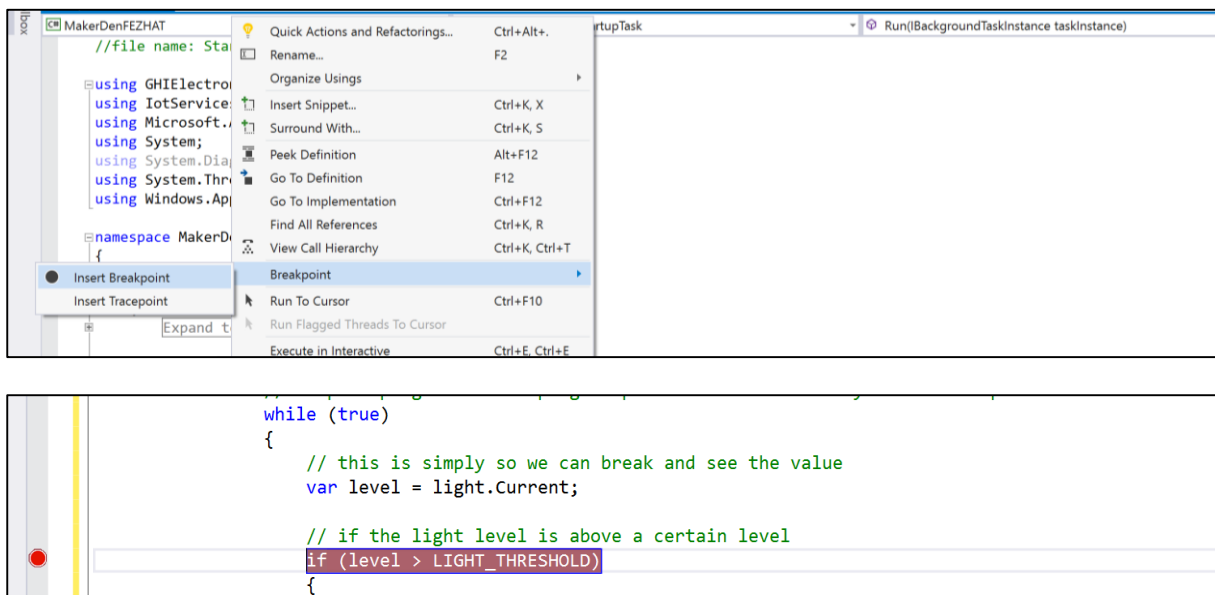 lbox
C# MakerDenFEZHAT
rtupTask
Run(IBackgroundTaskInstance taskInstance)
//file name: Sta
using GHIElectro
using IotService
using Microsoft.
using System;
using System.Dia
using System.Thr
using Windows.Ap
namespace MakerD
{
Expand t
Quick Actions and Refactorings... Ctrl+Alt+.
Rename... F2
Organize Usings
Insert Snippet... Ctrl+K, X
Surround With... Ctrl+K, S
Peek Definition Alt+F12
Go To Definition F12
Go To Implementation Ctrl+F12
Find All References Ctrl+K, R
View Call Hierarchy Ctrl+K, Ctrl+T
Breakpoint
Run To Cursor Ctrl+F10
Run Flagged Threads To Cursor
Execute in Interactive Ctrl+E, Ctrl+E
Insert Breakpoint
Insert Tracepoint
while (true)
{
// this is simply so we can break and see the value
var level = light.Current;
// if the light level is above a certain level
if (level > LIGHT_THRESHOLD)
{